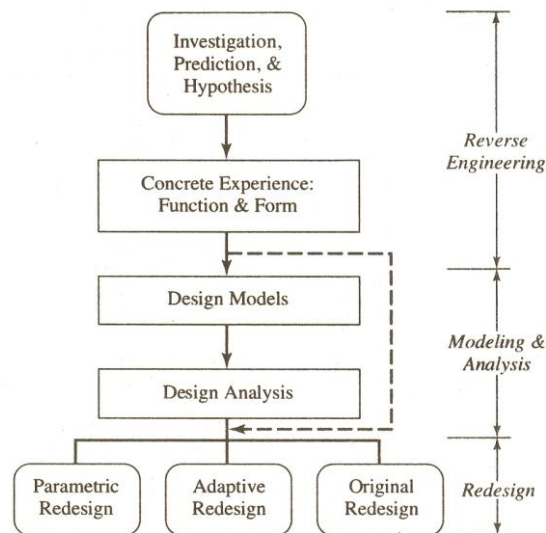 Investigation,
Prediction, &
Hypothesis
Reverse
Engineering
Concrete Experience:
Function & Form
Design Models
Modeling &
Analysis
Design Analysis
Parametric
Redesign
Adaptive
Redesign
Original
Redesign
Redesign